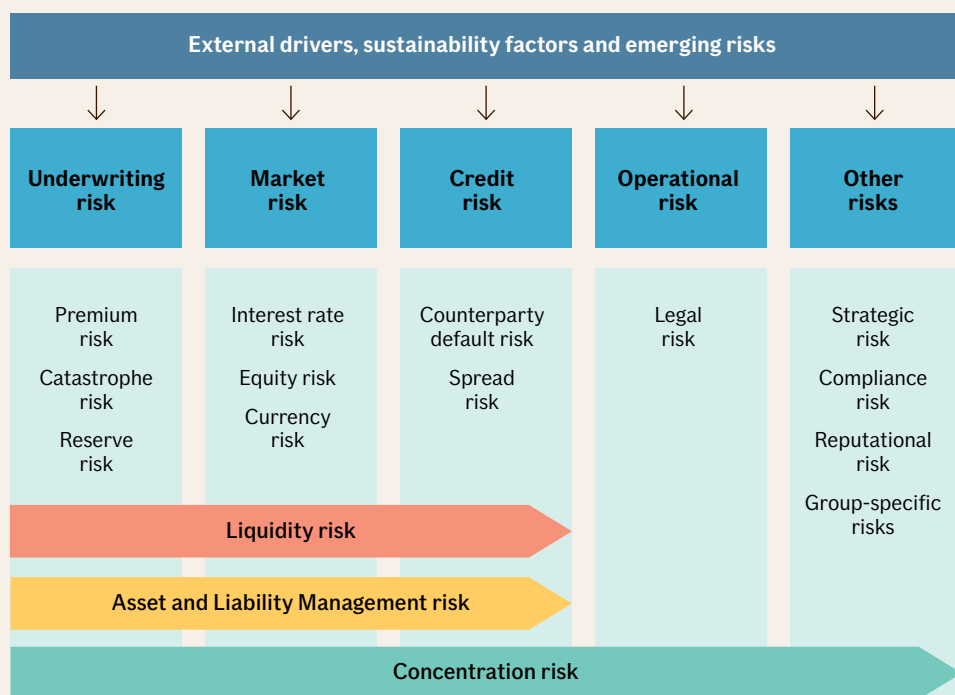 External drivers, sustainability factors and emerging risks
Underwriting
risk
Market
risk
Credit
risk
Operational
risk
Other
risks
Premium
risk
Catastrophe
risk
Reserve
risk
Interest rate
risk
Equity risk
Currency
risk
Counterparty
default risk
Spread
risk
Legal
risk
Strategic
risk
Compliance
risk
Reputational
risk
Group-specific
risks
Liquidity risk
Asset and Liability Management risk
Concentration risk